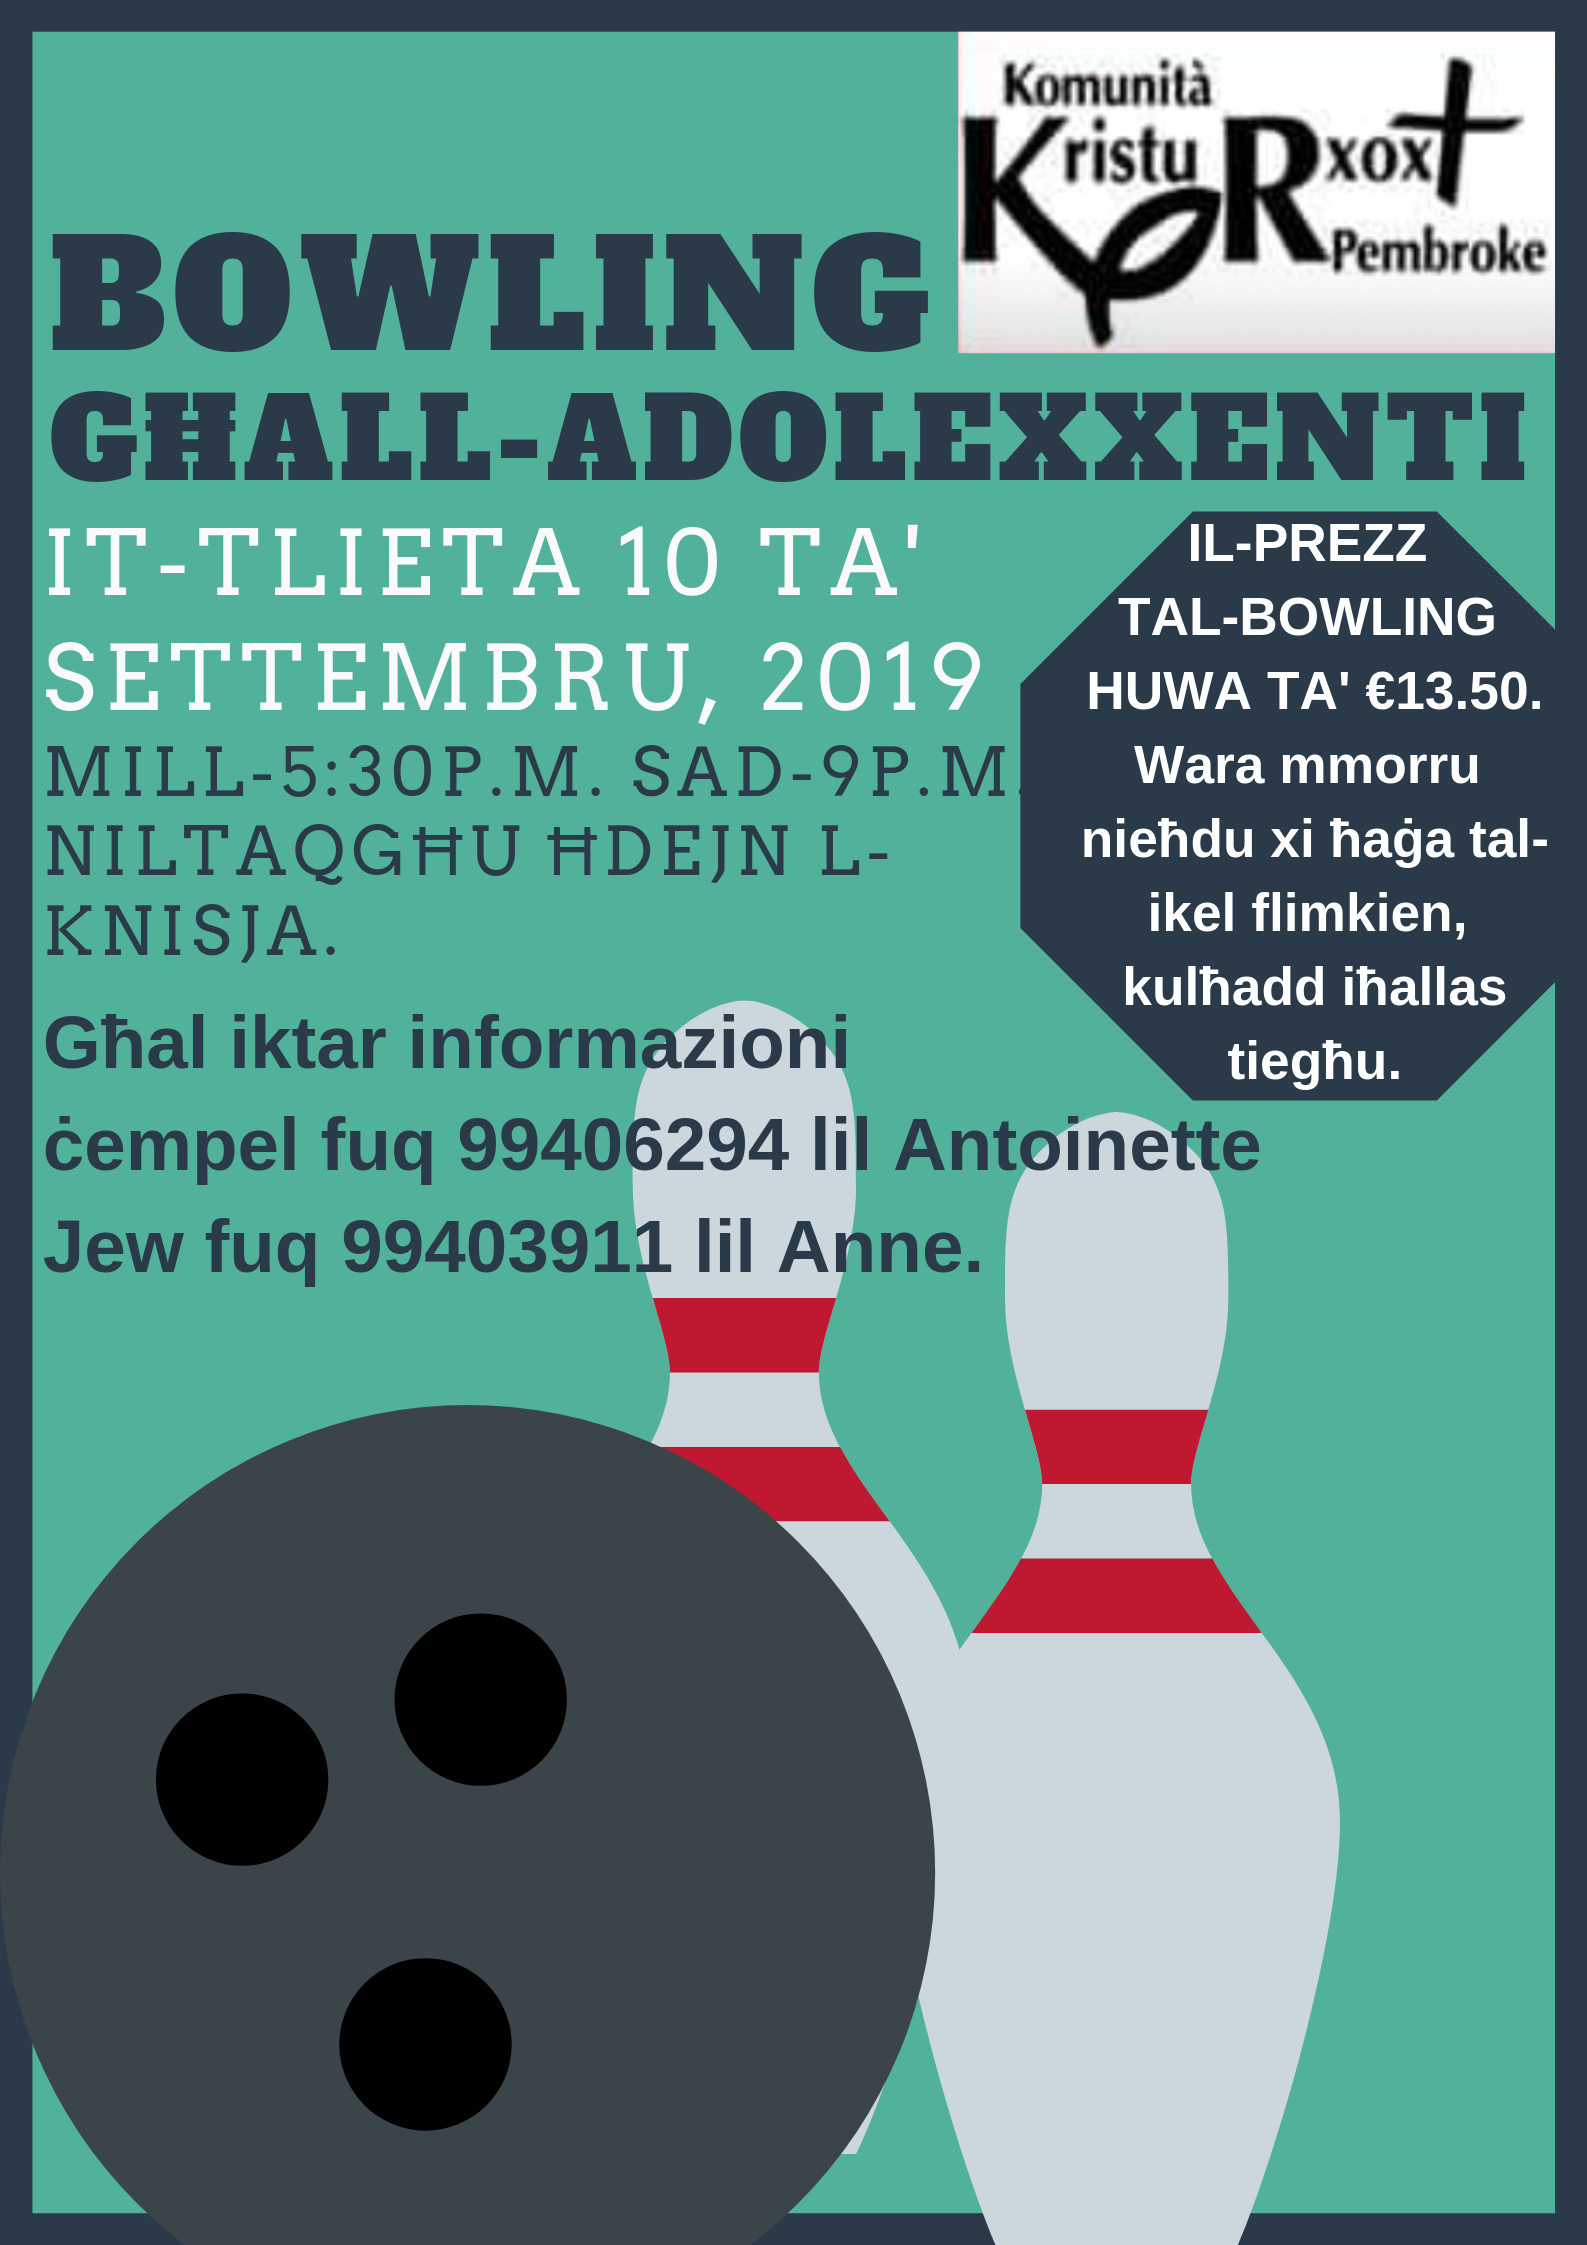 Komunità
Kristu Rxox
Pembroke
BOWLING
GĦALL-ADOLEXXENTI
IT-TLIETA 10 TA'
SETTEMBRU, 2019
MILL-5:30P.M. SAD-9P.M.
NILTAQGĦU ĦDEJN L-
KNISJA.
IL-PREZZ
TAL-BOWLING
HUWA TA' €13.50.
Wara mmorru
nieħdu xi ħaġa tal-
ikel flimkien,
kulħadd iħallas
tiegħu.
Għal iktar informazioni
ċempel fuq 99406294 lil Antoinette
Jew fuq 99403911 lil Anne.